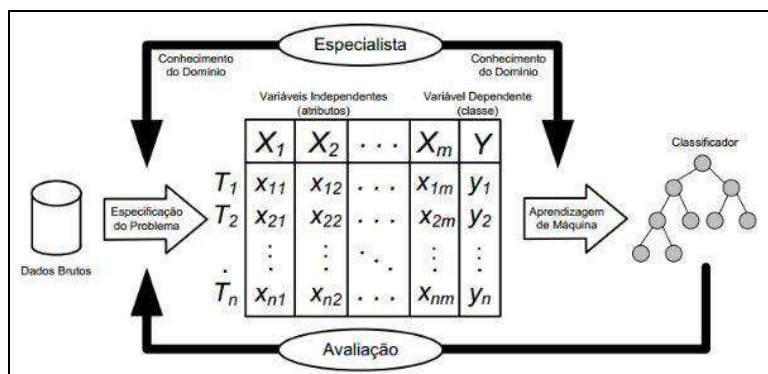 Especialista
Conhecimento
do Domínio
Conhecimento
do Domínio
Variáveis Independentes
(atributos)
Variável Dependente
(classe)
X1 X2 . . . Xm Y
Classificador
T1 x11 x12 . . . x1m y1
Especificação
do Problema
T2 x21 x22 . . . x2m y2
Aprendizagem
de Máquina
. ⋮ ⋮ ⋱ ⋮ ⋮
Dados Brutos
Tn xn1 xn2 . . . xnm yn
Avaliação